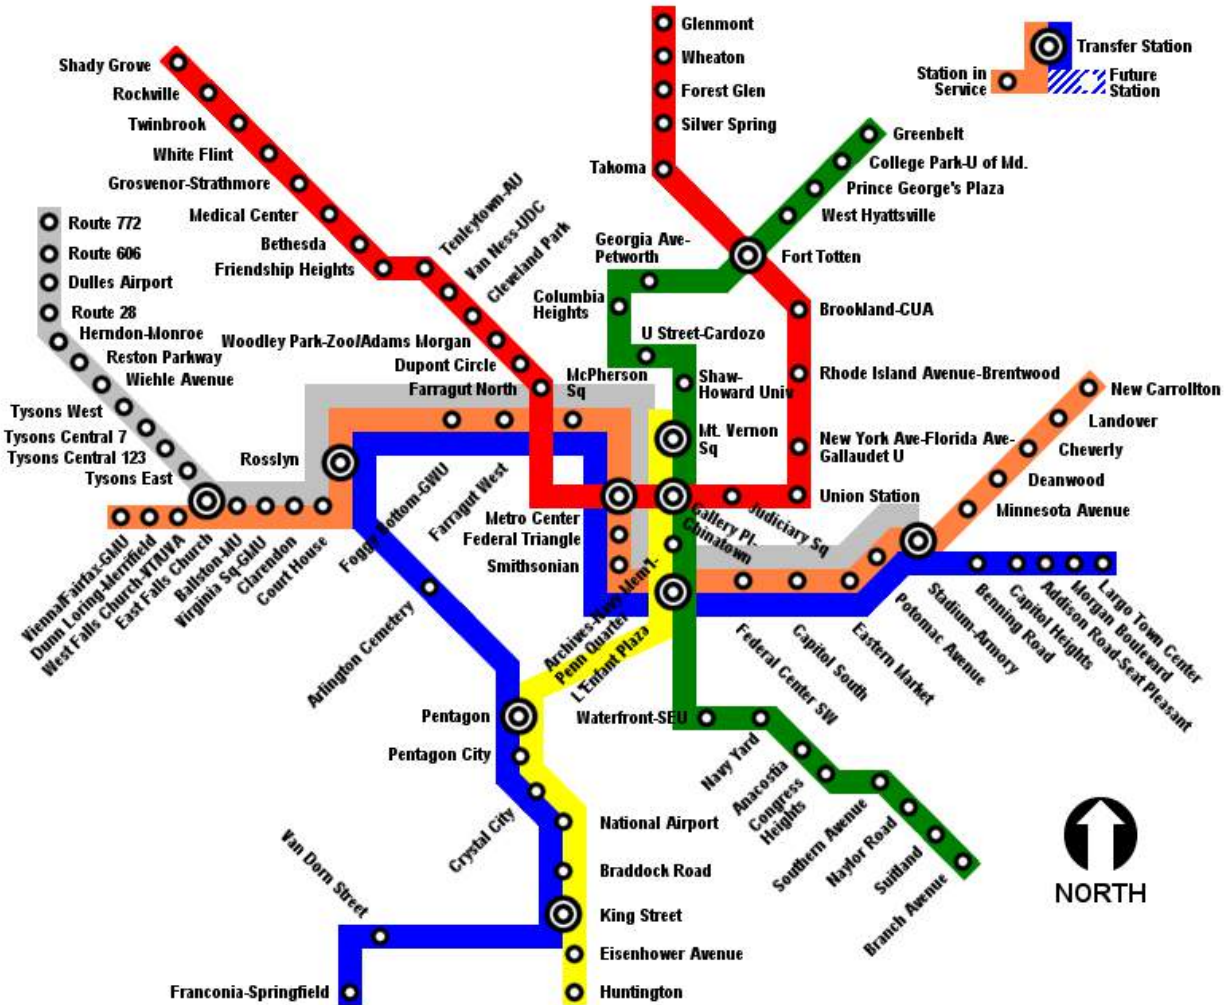 Glenmont
Wheaton
Forest Glen
Silver Spring
Takoma
Transfer Station
Station in
Service
Future
Station
Shady Grove
Rockville
Twinbrook
White Flint
Grosvenor-Strathmore
Medical Center
Bethesda
Friendship Heights
Tenleytown-AU
Van Ness-UDC
Cleveland Park
Woodley Park-Zoo/Adams Morgan
Dupont Circle
Farragut North
Greenbelt
College Park-U of Md.
Prince George's Plaza
West Hyattsville
Fort Totten
Georgia Ave-
Petworth
Columbia
Heights
U Street-Cardozo
Shaw-
Howard Univ
Mt. Vernon
Sq
Brookland-CUA
Rhode Island Avenue-Brentwood
New York Ave-Florida Ave-
Gallaudet U
Union Station
Judiciary Sq
Gallery Pl-
Chinatown
Metro Center
Route 772
Route 606
Dulles Airport
Route 28
Herndon-Monroe
Reston Parkway
Wiehle Avenue
Tysons West
Tysons Central 7
Tysons Central 123
Tysons East
Vienna/Fairfax-GMU
Dunn Loring-Merrifield
West Falls Church-VT/UVA
East Falls Church
Ballston-MU
Virginia Sq-GMU
Clarendon
Court House
Rosslyn
Foggy Bottom-GWU
Farragut West
McPherson
Sq
Federal Triangle
Smithsonian
Archives-Navy Mem'l-
Penn Quarter
L'Enfant Plaza
Federal Center SW
Capitol South
Eastern Market
Potomac Avenue
Stadium-Armory
New Carrollton
Landover
Cheverly
Deanwood
Minnesota Avenue
Benning Road
Capitol Heights
Addison Road-Seat Pleasant
Morgan Boulevard
Largo Town Center
Arlington Cemetery
Pentagon
Pentagon City
Crystal City
National Airport
Braddock Road
King Street
Eisenhower Avenue
Huntington
Van Dorn Street
Franconia-Springfield
Waterfront-SEU
Navy Yard
Anacostia
Congress
Heights
Southern Avenue
Naylor Road
Suitland
Branch Avenue
NORTH